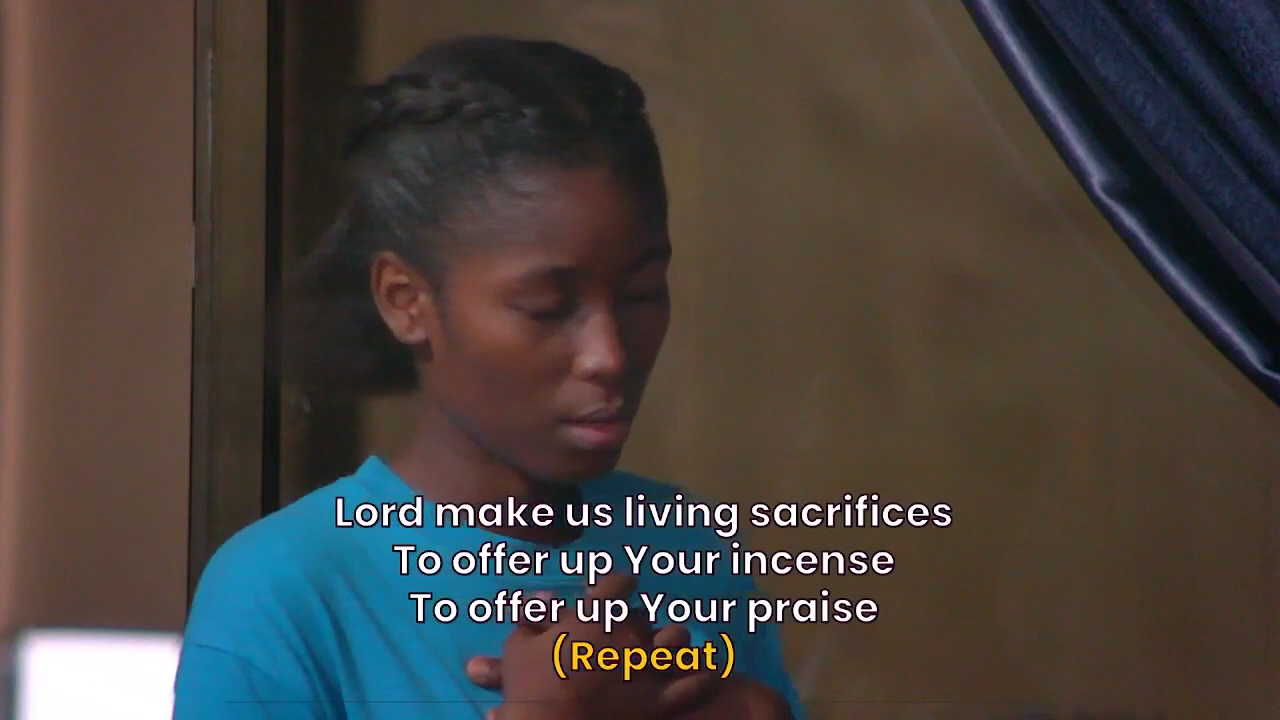 Lord make us living sacrifices
To offer up Your incense
To offer up Your praise
(Repeat)